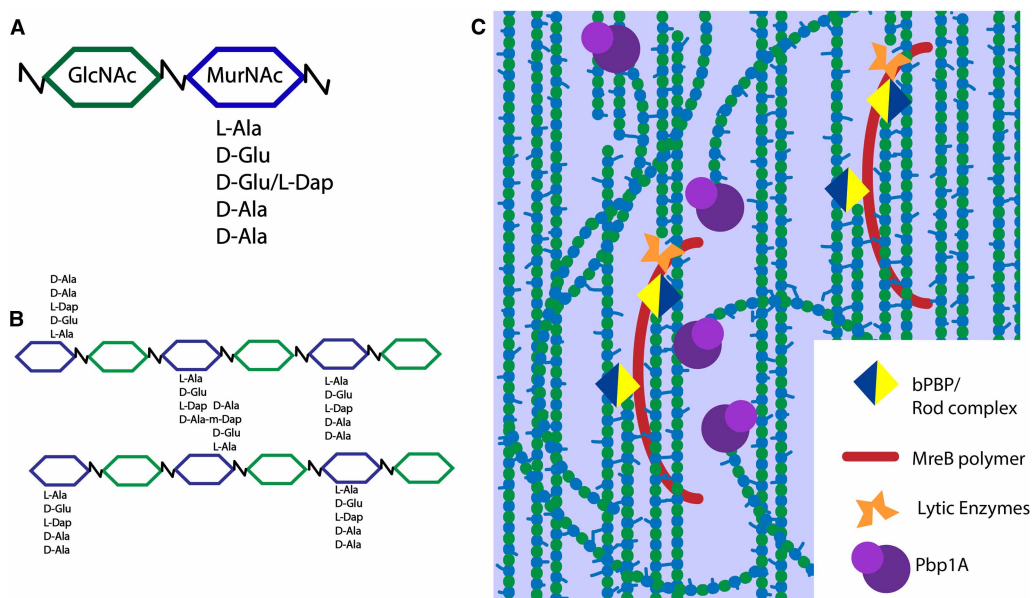 A
GlcNAc
MurNAc
L-Ala
D-Glu
D-Glu/L-Dap
D-Ala
D-Ala
B
D-Ala
D-Ala
L-Dap
D-Glu
L-Ala
L-Ala
D-Glu
L-Dap D-Ala
D-Ala-m-Dap
D-Glu
L-Ala
L-Ala
D-Glu
L-Dap
D-Ala
D-Ala
L-Ala
D-Glu
L-Dap
D-Ala
D-Ala
L-Ala
D-Glu
L-Dap
D-Ala
D-Ala
C
bPBP/
Rod complex
MreB polymer
Lytic Enzymes
Pbp1A